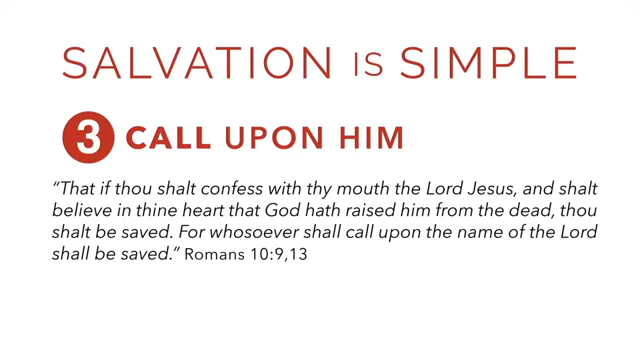 SALVATION IS SIMPLE
3 CALL UPON HIM
"That if thou shalt confess with thy mouth the Lord Jesus, and shalt
believe in thine heart that God hath raised him from the dead, thou
shalt be saved. For whosoever shall call upon the name of the Lord
shall be saved." Romans 10:9,13